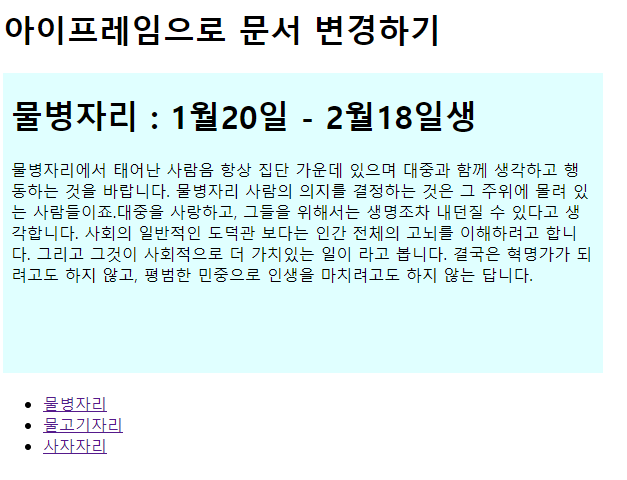 아이프레임으로 문서 변경하기
물병자리 : 1월20일 - 2월18일생
물병자리에서 태어난 사람음 항상 집단 가운데 있으며 대중과 함께 생각하고 행
동하는 것을 바랍니다. 물병자리 사람의 의지를 결정하는 것은 그 주위에 몰려 있
는 사람들이죠.대중을 사랑하고, 그들을 위해서는 생명조차 내던질 수 있다고 생
각합니다. 사회의 일반적인 도덕관 보다는 인간 전체의 고뇌를 이해하려고 합니
다. 그리고 그것이 사회적으로 더 가치있는 일이 라고 봅니다. 결국은 혁명가가 되
려고도 하지 않고, 평범한 민중으로 인생을 마치려고도 하지 않는 답니다.
물병자리
물고기자리
사자자리